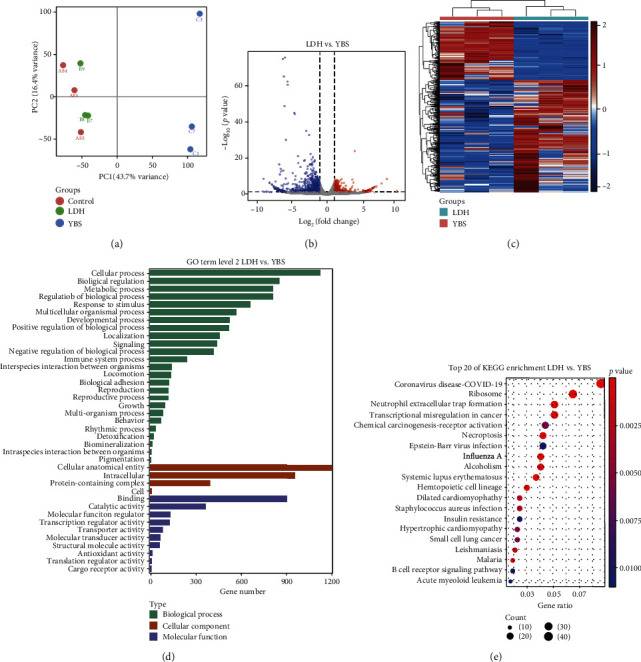 100
50
0
−50
−50
0
50
100
PC2 (16.4% variance)
PC1(43.7% variance)
C3
A84
B9
A85
B8
B7
A88
Groups
Control
LDH
YBS
(a)
LDH vs. YBS
60
40
20
0
−Log10 (p value)
−10
−5
0
5
10
Log2 (fold change)
(b)
2
1
0
−1
−2
Groups
LDH
YBS
(c)
GO term level 2 LDH vs. YBS
Cellular process
Biological regulation
Metabolic process
Regulatiob of biological process
Response to stimulus
Multicellular organismal process
Developmental process
Positive regulation of biological process
Localization
Signaling
Negative regulation of biological process
Immune system process
Interspecies interaction between organisms
Locomotion
Biological adhesion
Reproduction
Reproductive process
Growth
Multi-organism process
Behavior
Rhythmic process
Detoxification
Biomineralization
Intraspecies interaction between organisms
Pigmentation
Cellular anatomical entity
Intracellular
Protein-containing complex
Cell
Binding
Catalytic activity
Molecular funciton regulator
Transcription regulator activity
Transporter activity
Molecular transducer activity
Structural molecule activity
Antioxidant activity
Translation regulator activity
Cargo receptor activity
0
300
600
900
1200
Gene number
Type
Biological process
Cellular component
Molecular function
(d)
Top 20 of KEGG enrichment LDH vs. YBS
Coronavirus disease-COVID-19
Ribosome
Neutrophil extracellular trap formation
Transcriptional misregulation in cancer
Chemical carcinogenesis-receptor activation
Necroptosis
Epstein-Barr virus infection
Influenza A
Alcoholism
Systemic lupus erythematosus
Hemtopoietic cell lineage
Dilated cardiomyopathy
Staphylococcus aureus infection
Insulin resistance
Hypertrophic cardiomyopathy
Small cell lung cancer
Leishmaniasis
Malaria
B cell receptor signaling pathway
Acute myeloid leukemia
0.03
0.05
0.07
Gene ratio
p value
0.0025
0.0050
0.0075
0.0100
Count
(10)
(30)
(20)
(40)
(e)